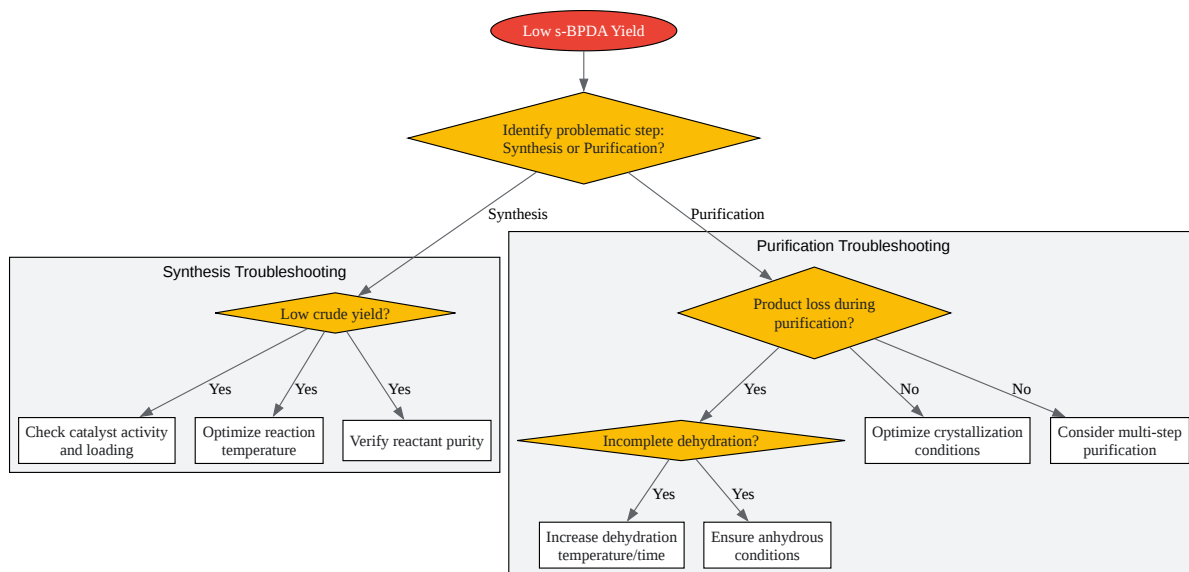 Low s-BPDA Yield
Identify problematic step:
Synthesis or Purification?
Synthesis
Purification
Synthesis Troubleshooting
Low crude yield?
Yes
Yes
Yes
Check catalyst activity
and loading
Optimize reaction
temperature
Verify reactant purity
Purification Troubleshooting
Product loss during
purification?
Yes
No
No
Incomplete dehydration?
Optimize crystallization
conditions
Consider multi-step
purification
Yes
Yes
Increase dehydration
temperature/time
Ensure anhydrous
conditions